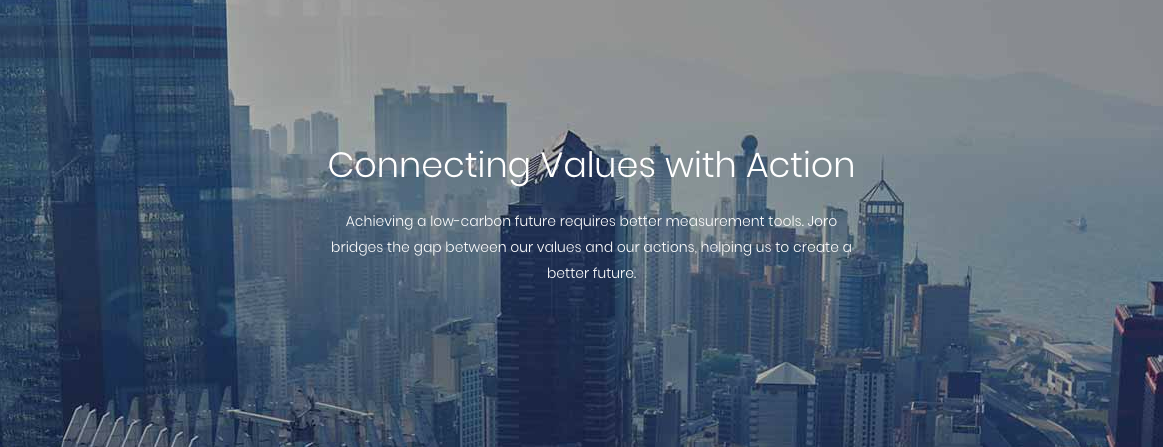 Connecting Values with Action
Achieving a low-carbon future requires better measurement tools. Joro
bridges the gap between our values and our actions, helping us to create a
better future.